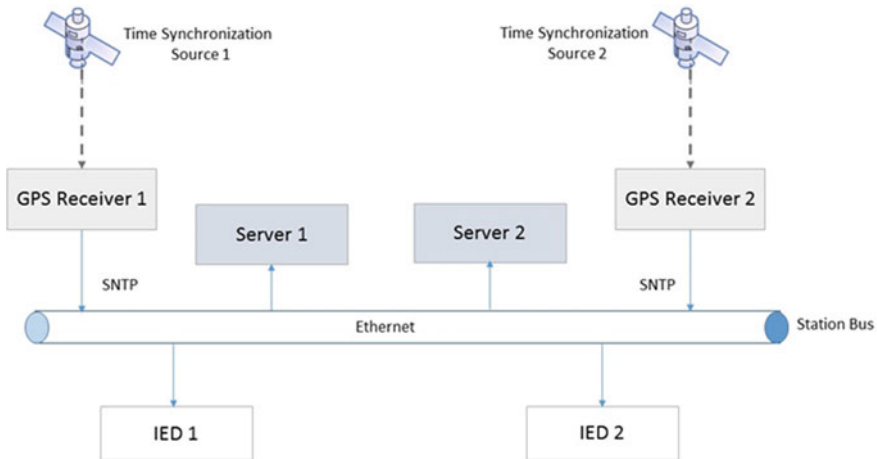 Time Synchronization
Source 1
Time Synchronization
Source 2
GPS Receiver 1
GPS Receiver 2
Server 1
Server 2
SNTP
SNTP
Ethernet
Station Bus
IED 1
IED 2